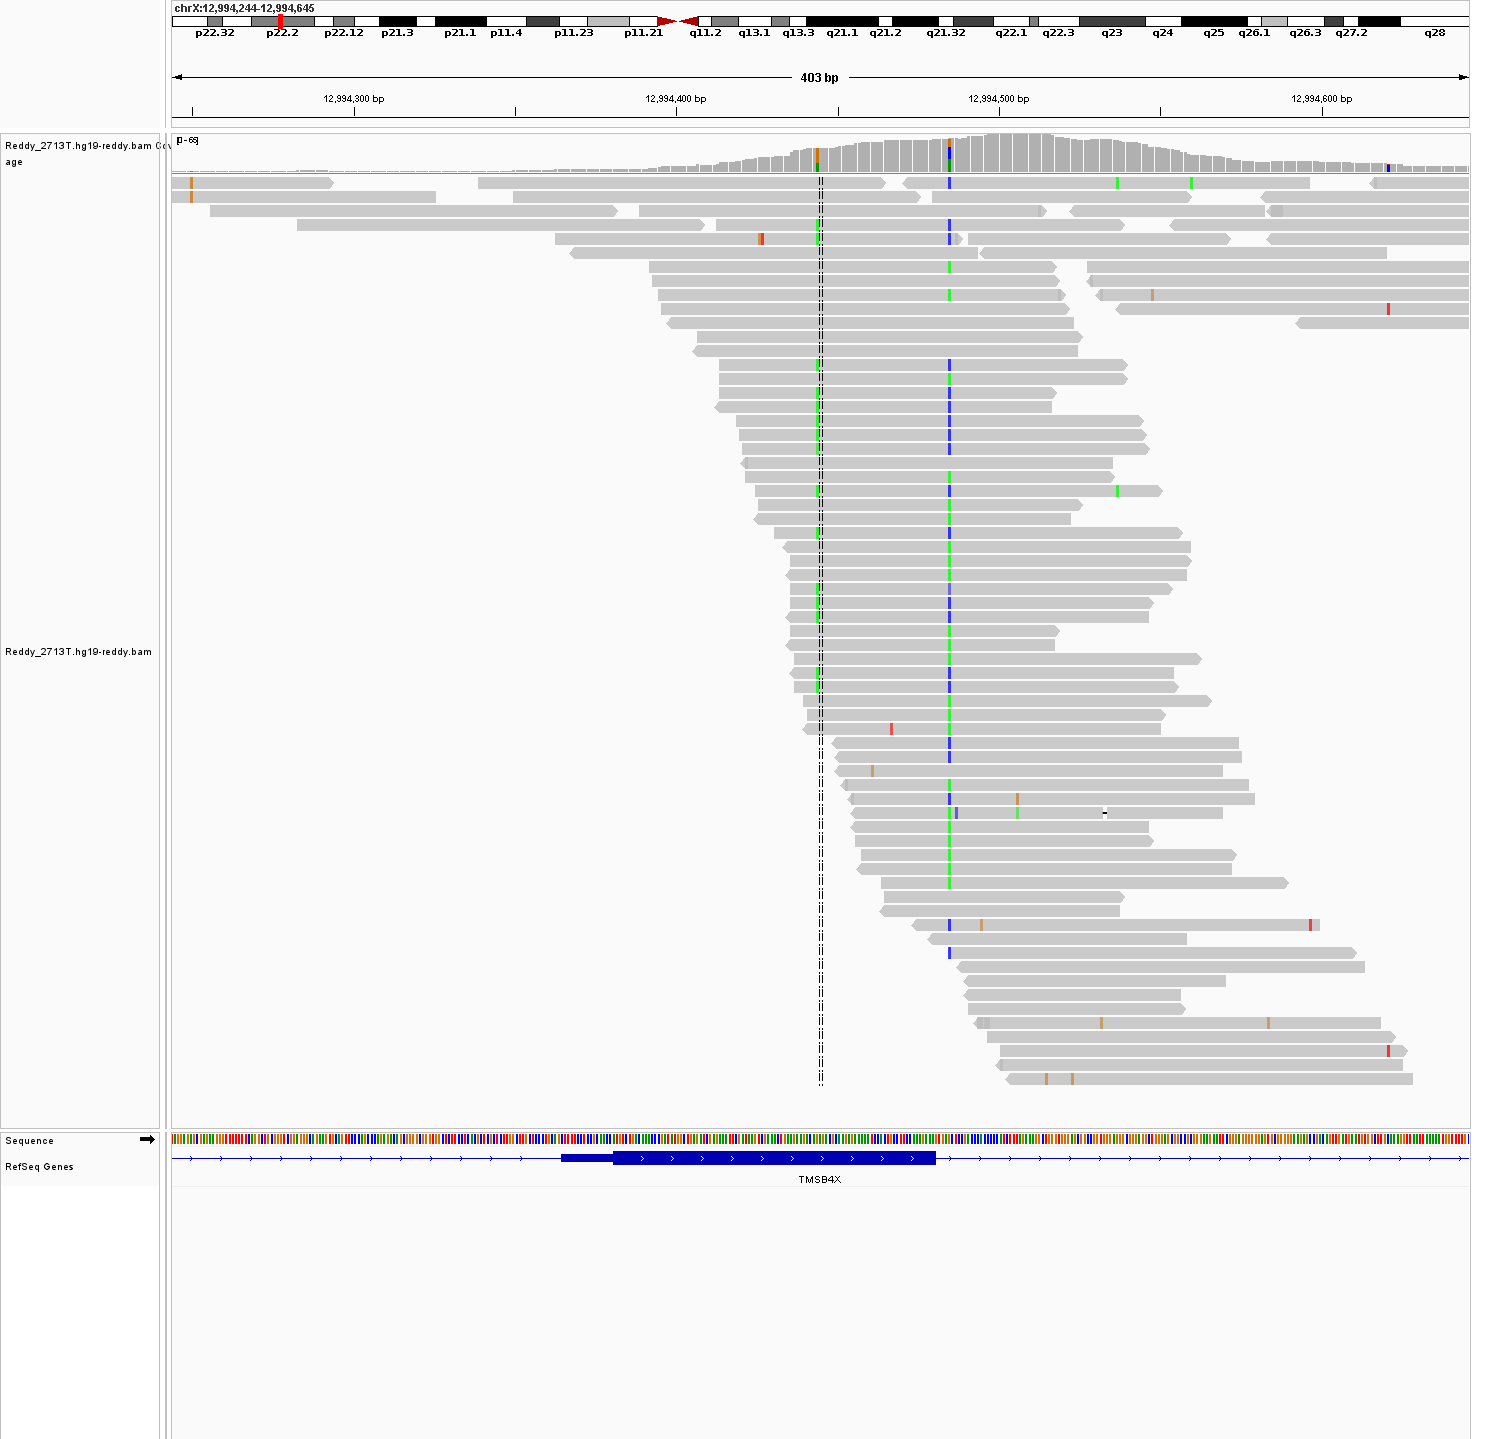 chrX:12,994,244-12,994,645
p22.32 p22.2 p22.12 p21.3 p21.1 p11.4 p11.23 p11.21 q11.2 q13.1 q13.3 q21.1 q21.2 q21.32 q22.1 q22.3 q23 q24 q25 q26.1 q26.3 q27.2 q28
403 bp
12,994,300 bp 12,994,400 bp 12,994,500 bp 12,994,600 bp
Reddy_2713T.hg19-reddy.bam Cov
age
Reddy_2713T.hg19-reddy.bam
Sequence
RefSeq Genes
TMSB4X